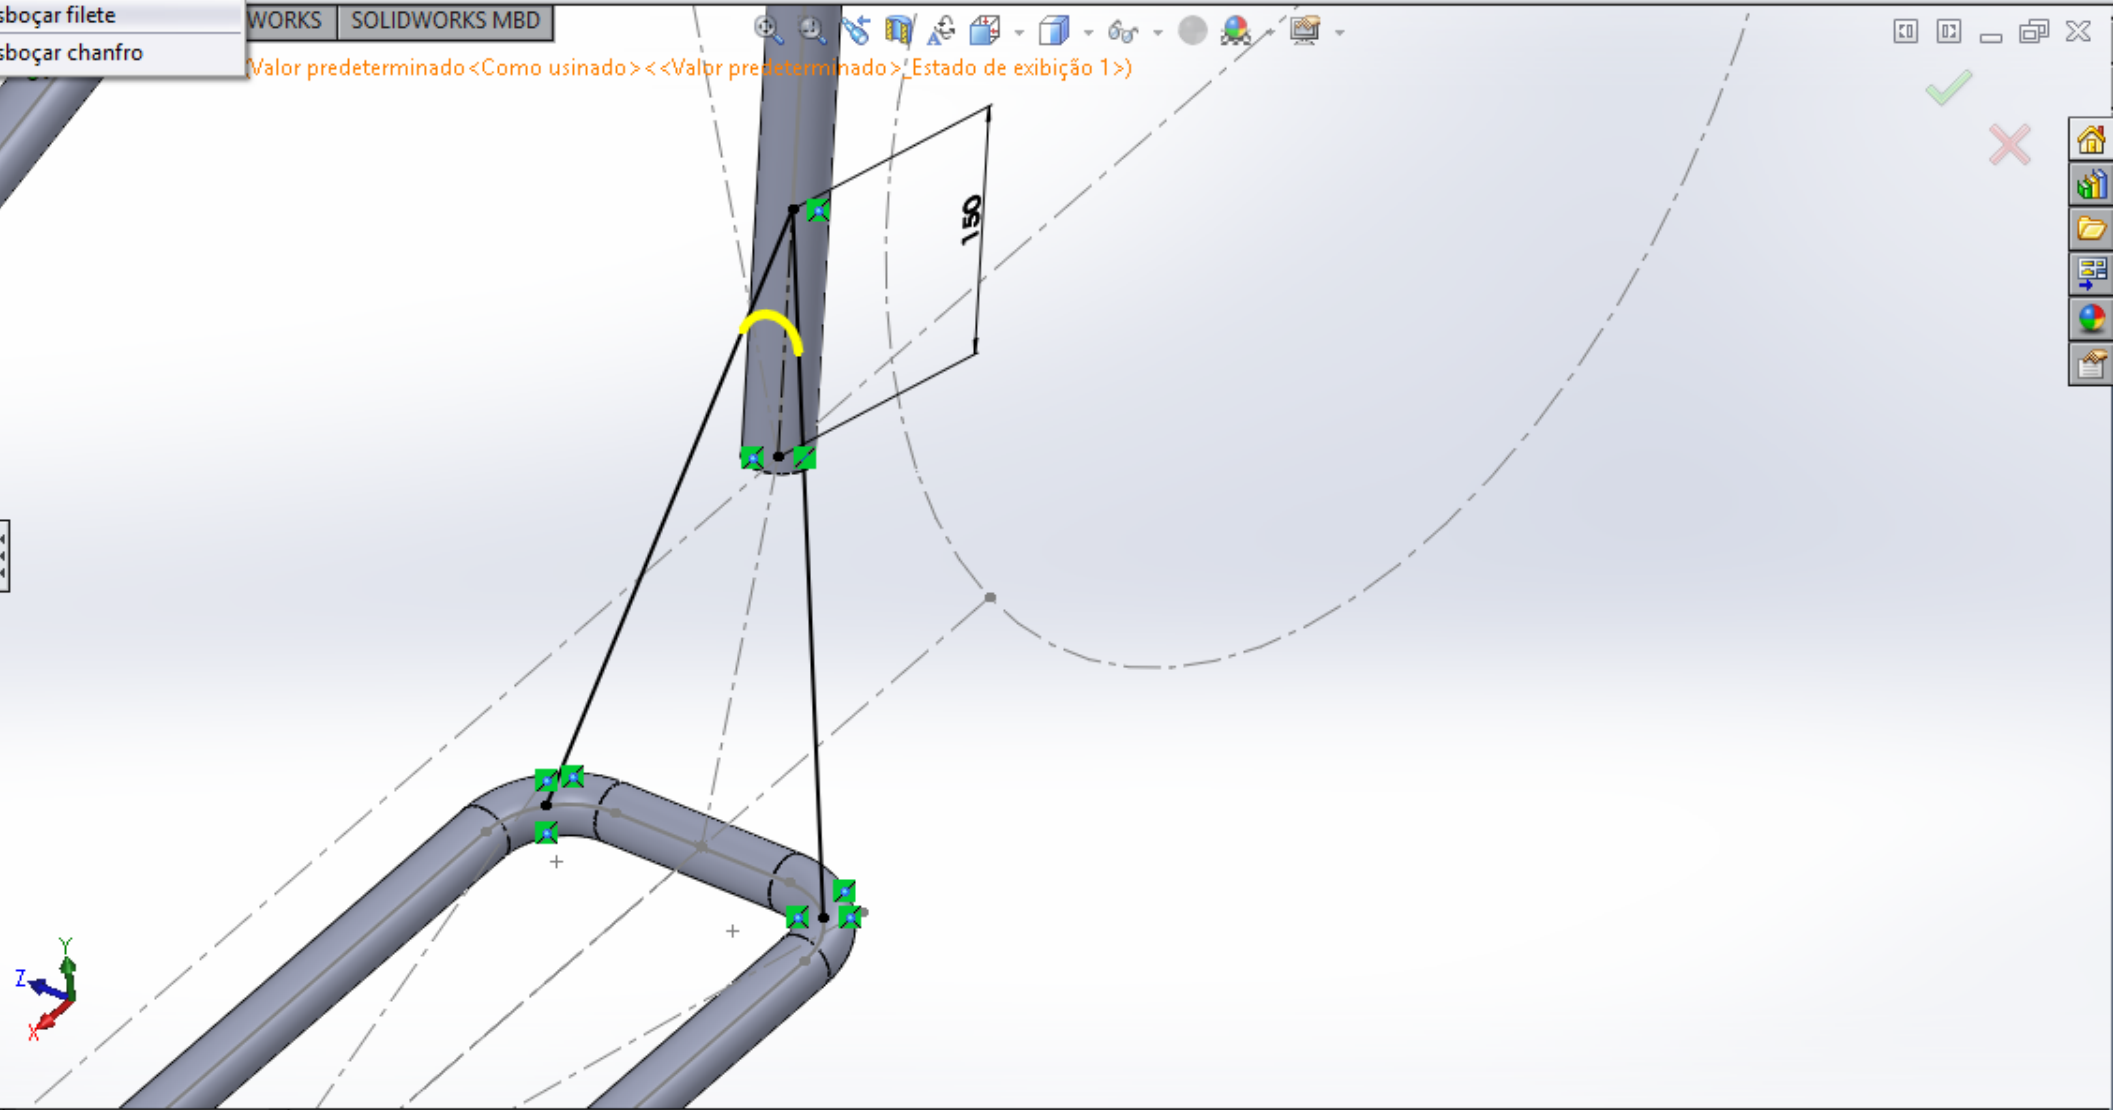 sboçar filete
WORKS
SOLIDWORKS MBD
sboçar chanfro
(Valor predeterminado<Como usinado><<Valor predeterminado>_Estado de exibição 1>)
150
Y
Z
X